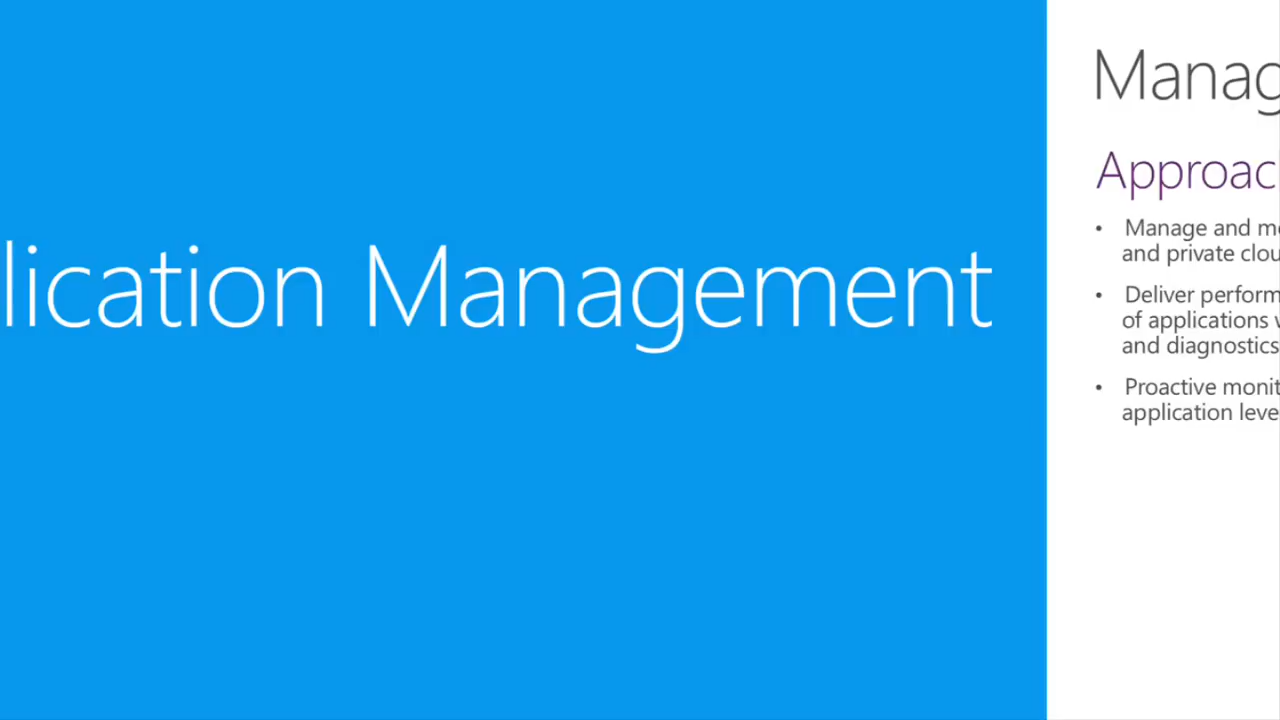 lication Management
Manag
Approac
• Manage and mo
and private clou
• Deliver perform
of applications w
and diagnostics
• Proactive monit
application leve